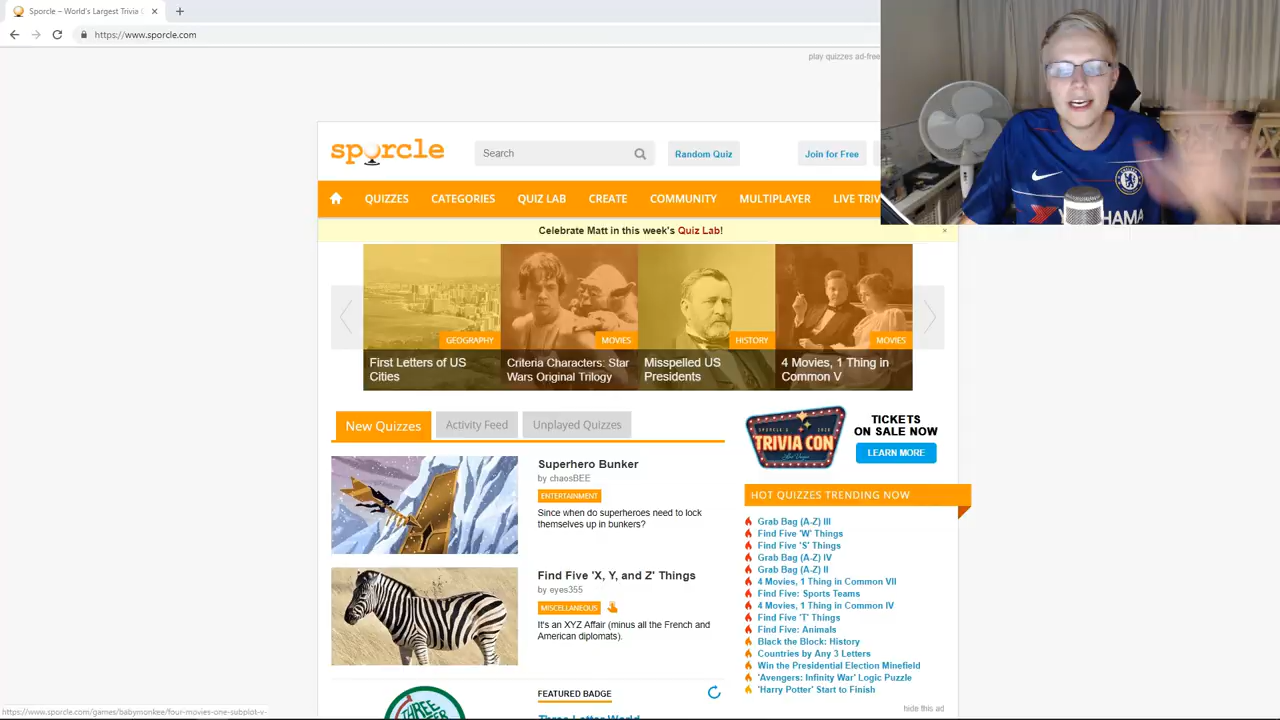 Sporcle – World's Largest Trivia
https://www.sporcle.com
play quizzes ad-free
sporcle
Search
Random Quiz
Join for Free
QUIZZES
CATEGORIES
QUIZ LAB
CREATE
COMMUNITY
MULTIPLAYER
LIVE TRIV
Celebrate Matt in this week's Quiz Lab!
GEOGRAPHY
First Letters of US
Cities
MOVIES
Criteria Characters: Star
Wars Original Trilogy
HISTORY
Misspelled US
Presidents
MOVIES
4 Movies, 1 Thing in
Common V
New Quizzes
Activity Feed
Unplayed Quizzes
Superhero Bunker
by chaosBEE
ENTERTAINMENT
Since when do superheroes need to lock
themselves up in bunkers?
Find Five 'X, Y, and Z' Things
by eyes355
MISCELLANEOUS
It's an XYZ Affair (minus all the French and
American diplomats).
FEATURED BADGE
Three-Letter World
THREE
SPORCLE'S 2020
TRIVIA CON
TICKETS
ON SALE NOW
LEARN MORE
HOT QUIZZES TRENDING NOW
Grab Bag (A-Z) III
Find Five 'W' Things
Find Five 'S' Things
Grab Bag (A-Z) IV
Grab Bag (A-Z) II
4 Movies, 1 Thing in Common VII
Find Five: Sports Teams
4 Movies, 1 Thing in Common IV
Find Five 'T' Things
Find Five: Animals
Black the Block: History
Countries by Any 3 Letters
Win the Presidential Election Minefield
'Avengers: Infinity War' Logic Puzzle
'Harry Potter' Start to Finish
hide this ad
https://www.sporcle.com/games/babymonkee/four-movies-one-subplot-v-